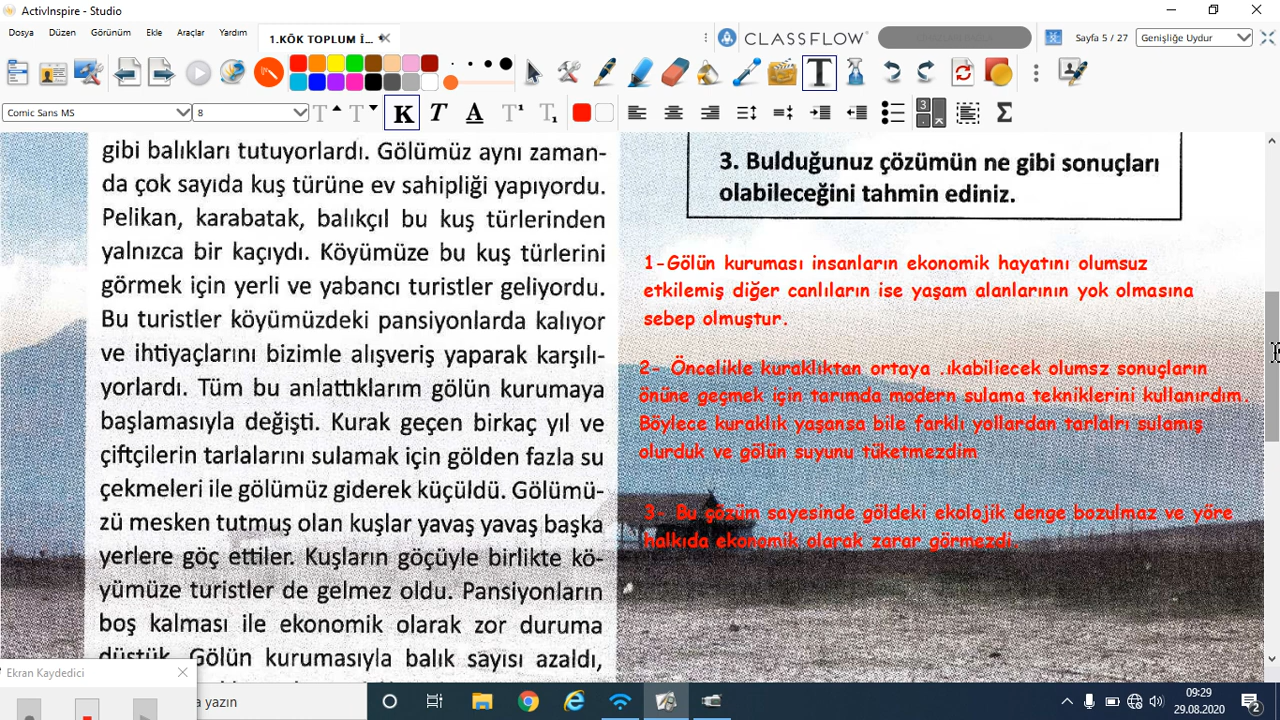 ActivInspire - Studio
Dosya Düzen Görünüm Ekle Araçlar Yardım
1.KÖK TOPLUM İ...
CLASSFLOW
Sayfa 5 / 27
Genişliğe Uydur
Comic Sans MS
8
gibi balıkları tutuyorlardı. Gölümüz aynı zaman-
da çok sayıda kuş türüne ev sahipliği yapıyordu.
Pelikan, karabatak, balıkçıl bu kuş türlerinden
yalnızca bir kaçıydı. Köyümüze bu kuş türlerini
görmek için yerli ve yabancı turistler geliyordu.
Bu turistler köyümüzdeki pansiyonlarda kalıyor
ve ihtiyaçlarını bizimle alışveriş yaparak karşılı-
yorlardı. Tüm bu anlattıklarım gölün kurumaya
başlamasıyla değişti. Kurak geçen birkaç yıl ve
çiftçilerin tarlalarını sulamak için gölden fazla su
çekmeleri ile gölümüz giderek küçüldü. Gölümü-
zü mesken tutmuş olan kuşlar yavaş yavaş başka
yerlere göç ettiler. Kuşların göçüyle birlikte kö-
yümüze turistler de gelmez oldu. Pansiyonların
boş kalması ile ekonomik olarak zor duruma
düştük. Gölün kurumasıyla balık sayısı azaldı,
3. Bulduğunuz çözümün ne gibi sonuçları
olabileceğini tahmin ediniz.
1-Gölün kuruması insanların ekonomik hayatını olumsuz
etkilemiş diğer canlıların ise yaşam alanlarının yok olmasına
sebep olmuştur.
2- Öncelikle kuraklıktan ortaya .ıkabiliecek olumsz sonuçların
önüne geçmek için tarımda modern sulama tekniklerini kullanırdım.
Böylece kuraklık yaşansa bile farklı yollardan tarlalrı sulamış
olurduk ve gölün suyunu tüketmezdim
3- Bu çözüm sayesinde göldeki ekolojik denge bozulmaz ve yöre
halkıda ekonomik olarak zarar görmezdi.
Ekran Kaydedici
a yazın
09:29
29.08.2020
2